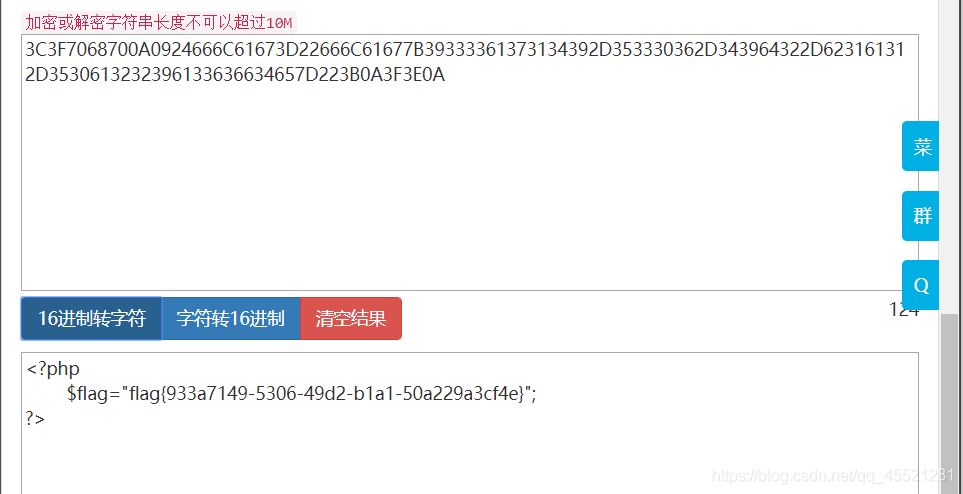 加密或解密字符串长度不可以超过10M
3C3F7068700A0924666C61673D22666C61677B39333361373134392D353330362D343964322D623161312D3530613232396133636634657D223B0A3F3E0A
菜
群
Q
124
16进制转字符
字符转16进制
清空结果
<?php
$flag="flag{933a7149-5306-49d2-b1a1-50a229a3cf4e}";
?>
https://blog.csdn.net/qq_45521281